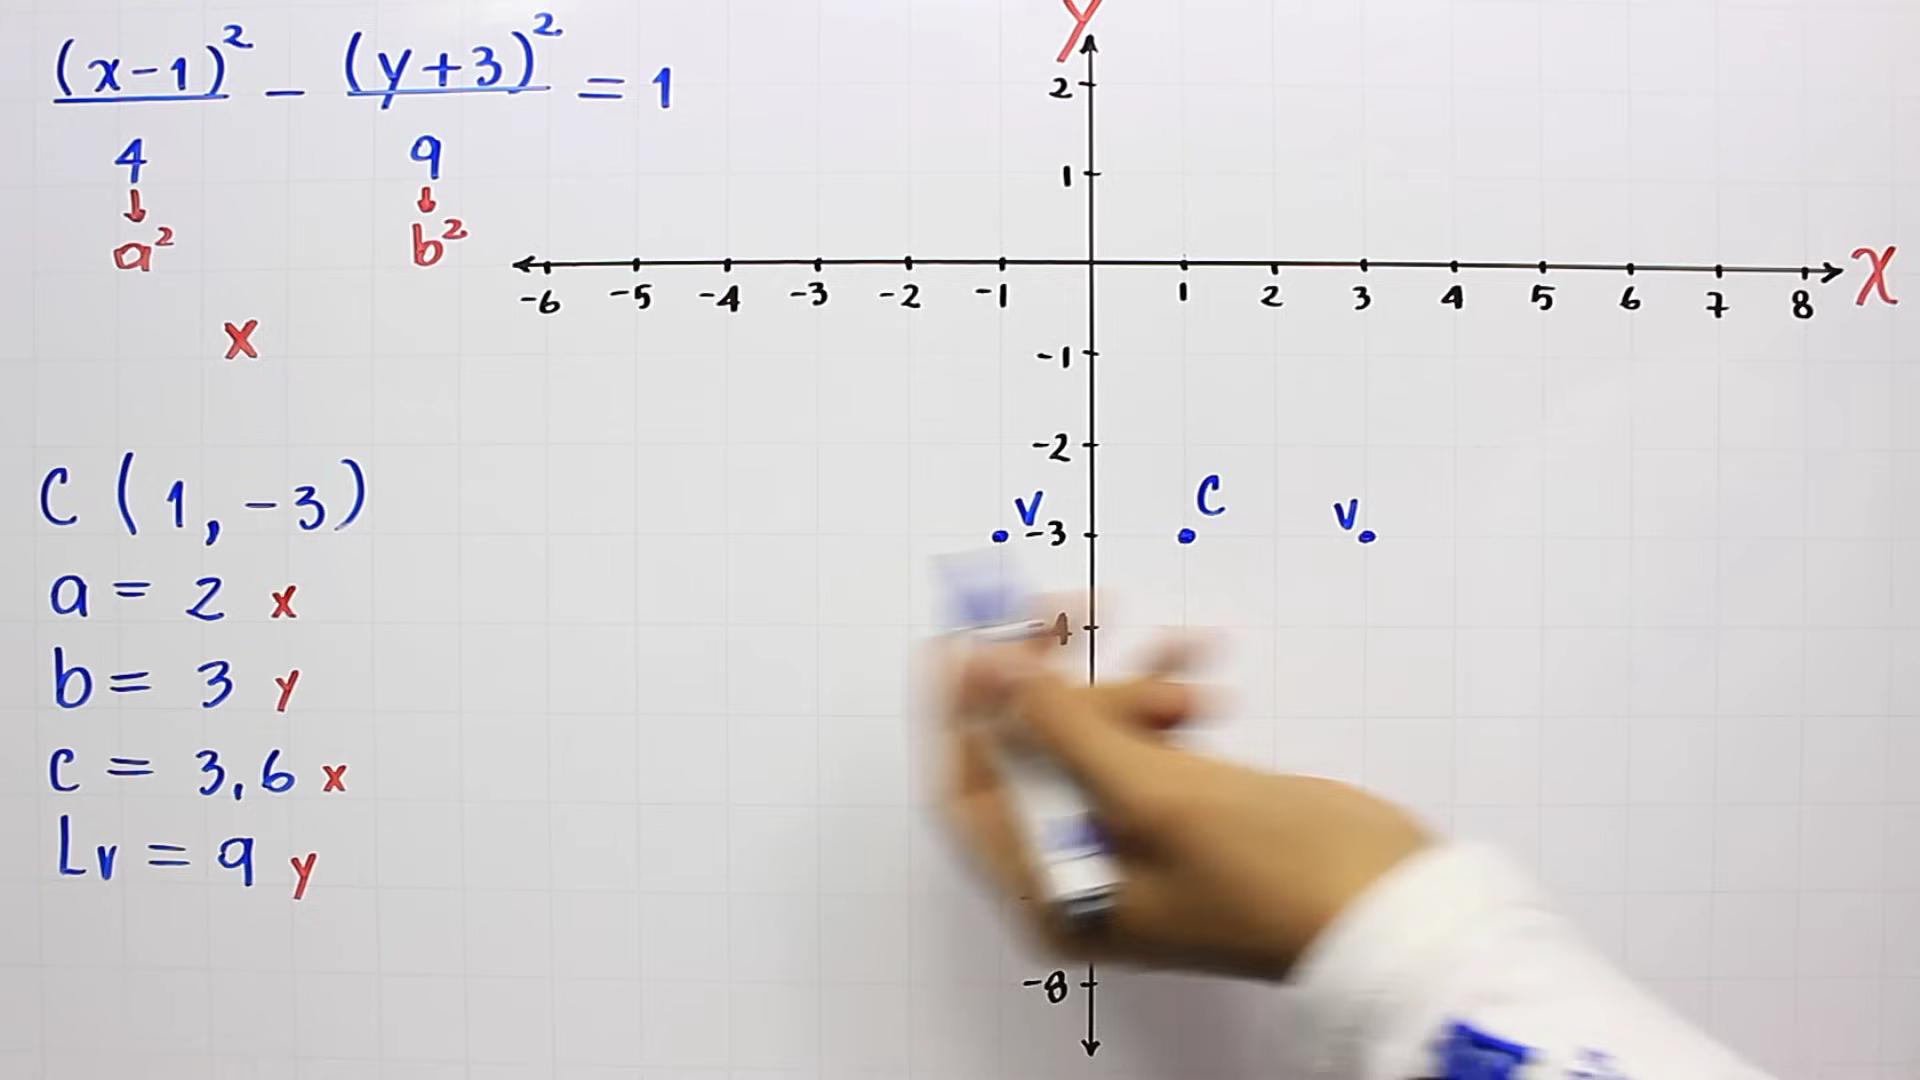 (x-1)² - (y+3)² = 1
4 9
a² b²
x
C (1, -3)
a = 2 x
b = 3 y
c = 3,6 x
Lv = 9 y
y
2
1
-6 -5 -4 -3 -2 -1 1 2 3 4 5 6 7 8 x
-1
-2
V C V
-3
-8